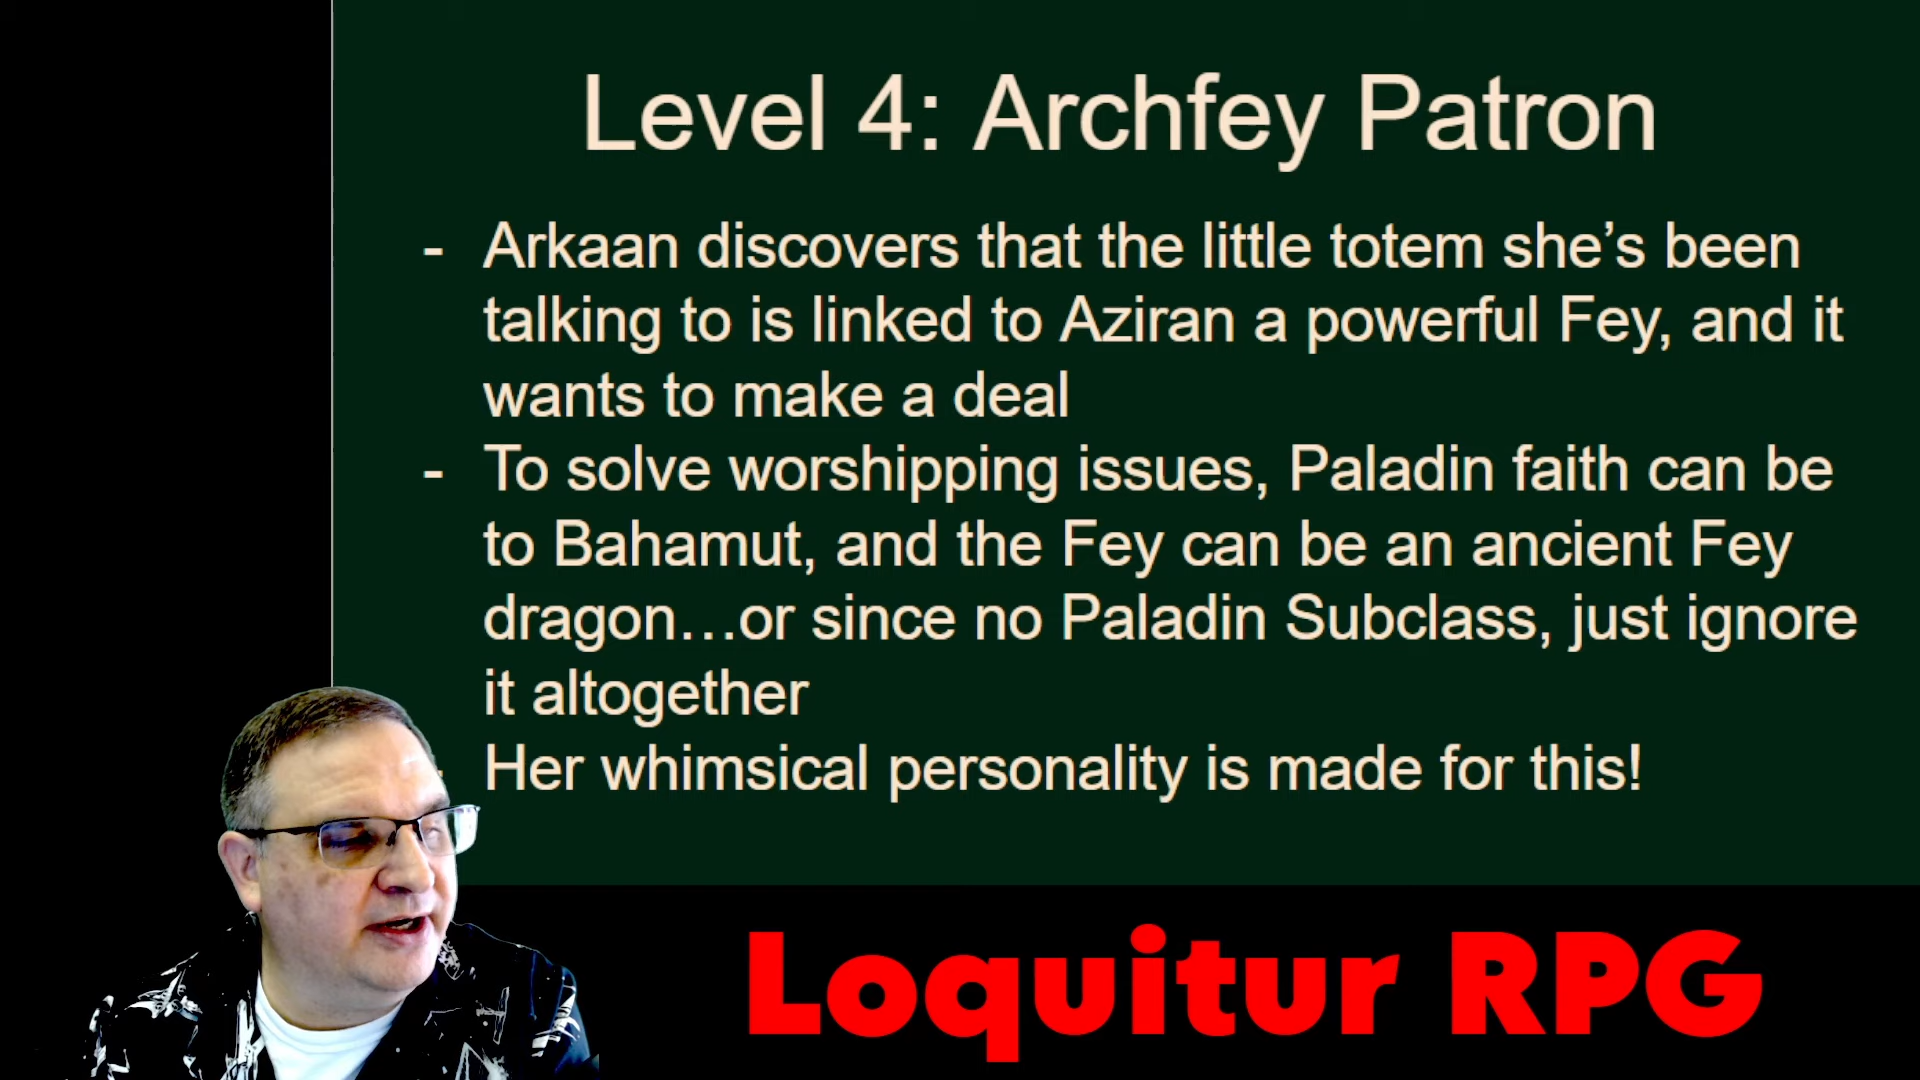 Level 4: Archfey Patron
- Arkaan discovers that the little totem she’s been
talking to is linked to Aziran a powerful Fey, and it
wants to make a deal
- To solve worshipping issues, Paladin faith can be
to Bahamut, and the Fey can be an ancient Fey
dragon…or since no Paladin Subclass, just ignore
it altogether
- Her whimsical personality is made for this!
Loquitur RPG